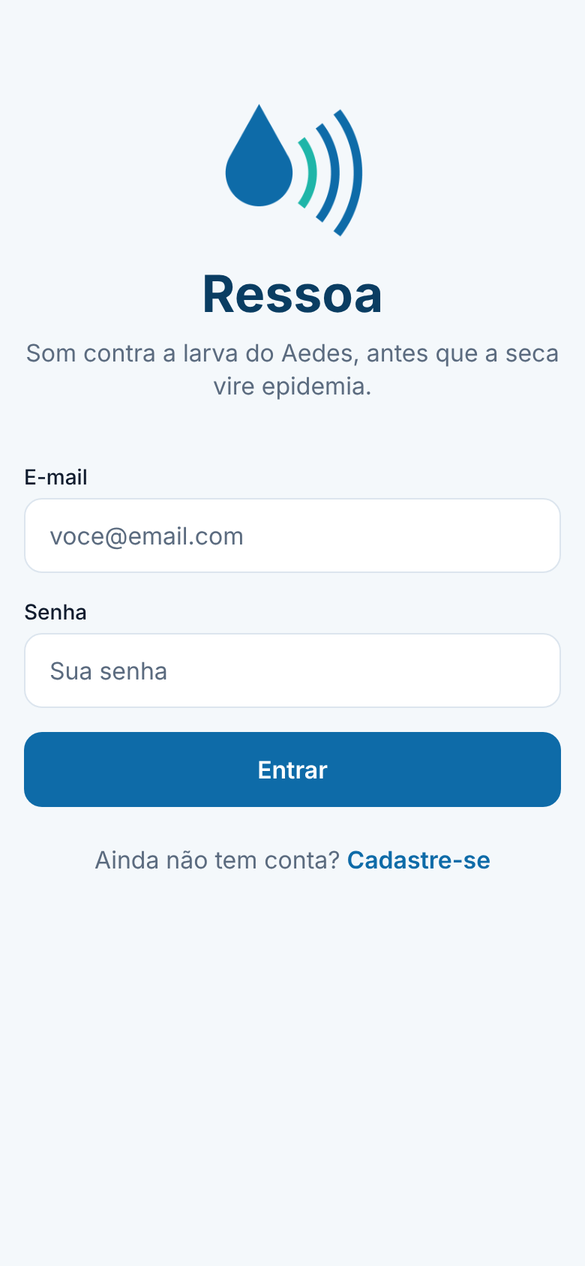 Ressoa
Som contra a larva do Aedes, antes que a seca
vire epidemia.
E-mail
voce@email.com
Senha
Sua senha
Entrar
Ainda não tem conta? Cadastre-se